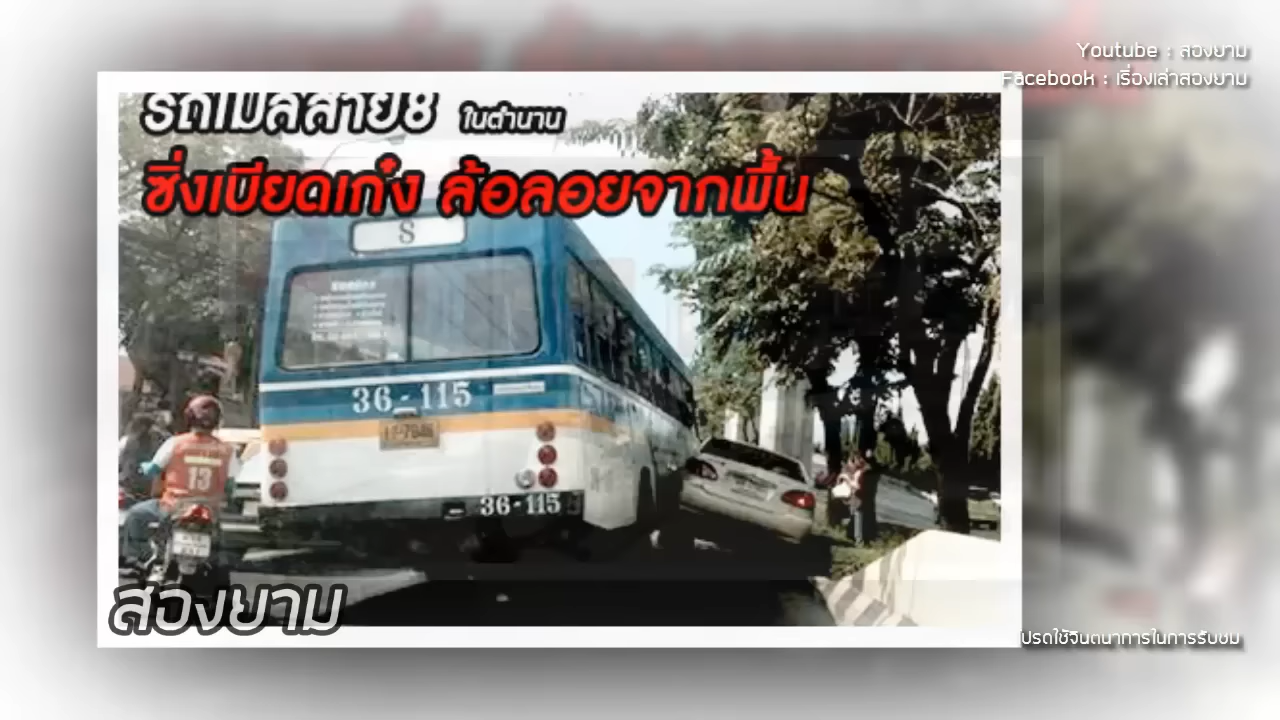 Youtube : สองยาม
Facebook : เรื่องเล่าสองยาม
รถเมล์สาย8 ในตำนาน
ซิ่งเบียดเก๋ง ล้อลอยจากพื้น
S
36-115
13
36-115
สองยาม
โปรดใช้จินตนาการในการรับชม